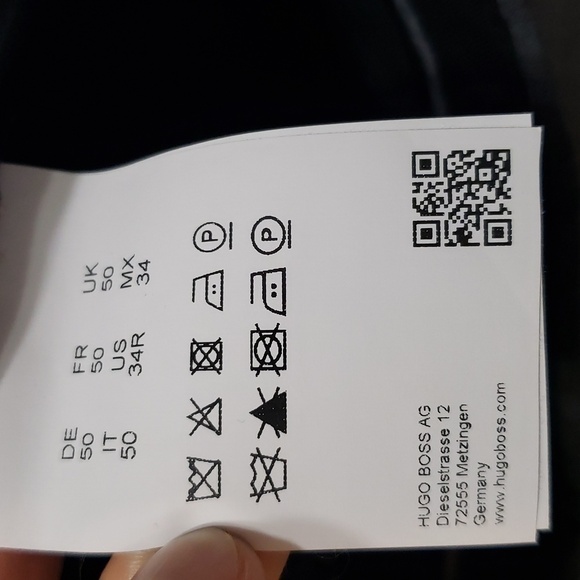 DE FR UK
50 50 50
IT US MX
50 34R 34
P
P
HUGO BOSS AG
Dieselstrasse 12
72555 Metzingen
Germany
www.hugoboss.com